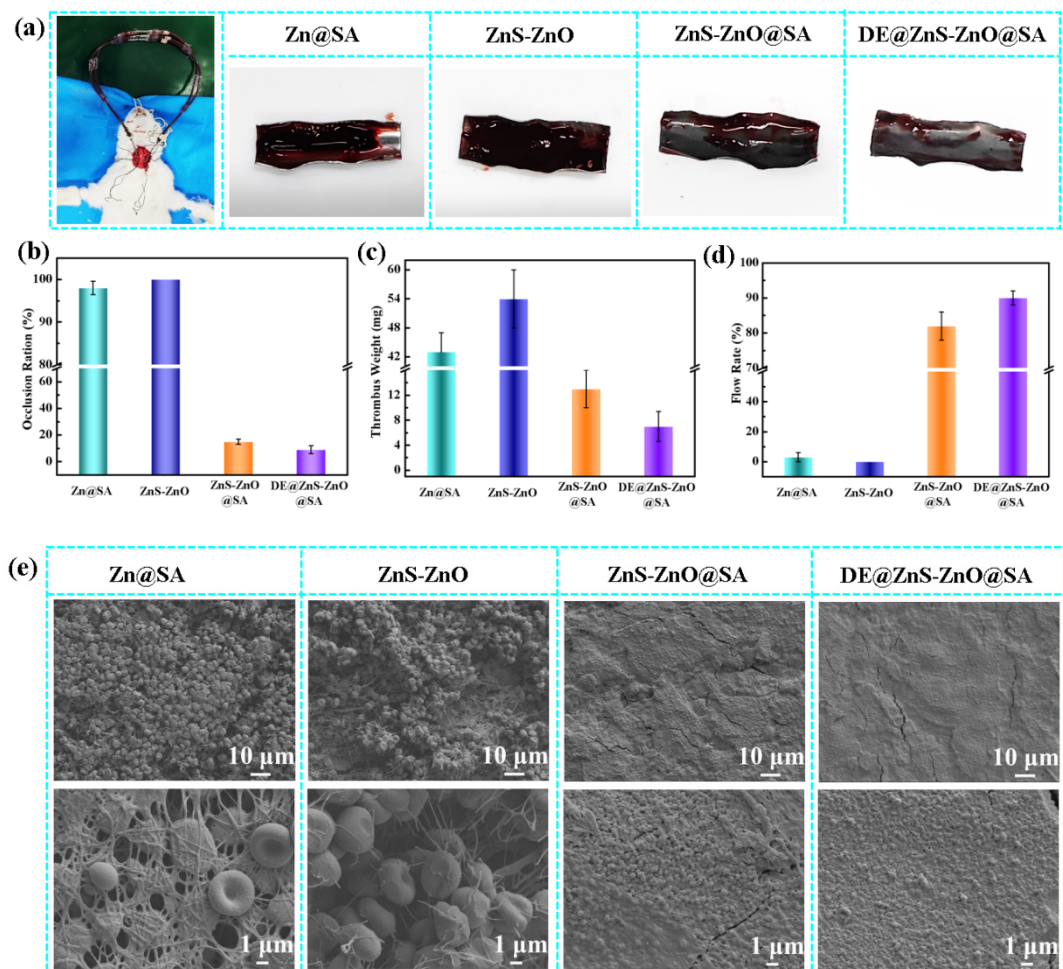 (a)
Zn@SA
ZnS-ZnO
ZnS-ZnO@SA
DE@ZnS-ZnO@SA
(b)
Occlusion Ration (%)
100
90
80
60
40
20
0
Zn@SA
ZnS-ZnO
ZnS-ZnO
@SA
DE@ZnS-ZnO
@SA
(c)
Thrombus Weight (mg)
60
54
48
42
12
8
4
0
Zn@SA
ZnS-ZnO
ZnS-ZnO
@SA
DE@ZnS-ZnO
@SA
(d)
Flow Rate (%)
100
90
80
70
60
40
20
0
Zn@SA
ZnS-ZnO
ZnS-ZnO
@SA
DE@ZnS-ZnO
@SA
(e)
Zn@SA
ZnS-ZnO
ZnS-ZnO@SA
DE@ZnS-ZnO@SA
10 μm
10 μm
10 μm
10 μm
1 μm
1 μm
1 μm
1 μm